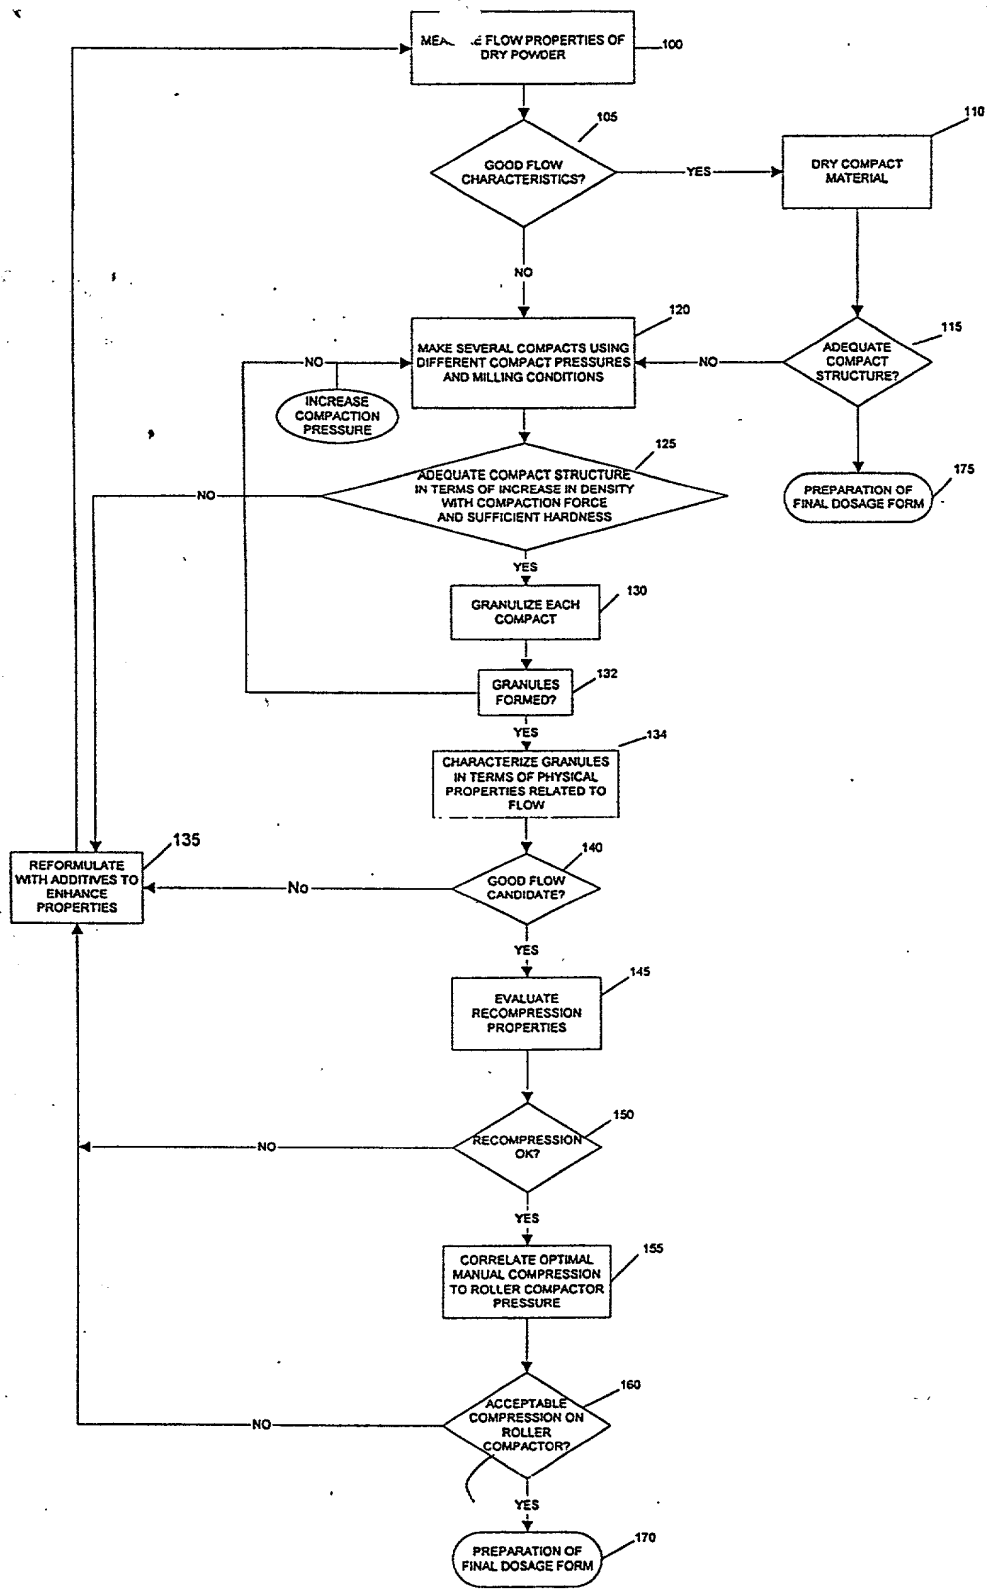 FLOW PROPERTIES OF
DRY POWDER
100
105
GOOD FLOW
CHARACTERISTICS?
YES
110
DRY COMPACT
MATERIAL
NO
120
MAKE SEVERAL COMPACTS USING
DIFFERENT COMPACT PRESSURES
AND MILLING CONDITIONS
NO
INCREASE
COMPACTION
PRESSURE
NO
115
ADEQUATE
COMPACT
STRUCTURE?
125
ADEQUATE COMPACT STRUCTURE
IN TERMS OF INCREASE IN DENSITY
WITH COMPACTION FORCE
AND SUFFICIENT HARDNESS
NO
175
PREPARATION OF
FINAL DOSAGE FORM
YES
130
GRANULIZE EACH
COMPACT
132
GRANULES
FORMED?
YES
134
CHARACTERIZE GRANULES
IN TERMS OF PHYSICAL
PROPERTIES RELATED TO
FLOW
135
REFORMULATE
WITH ADDITIVES TO
ENHANCE
PROPERTIES
No
140
GOOD FLOW
CANDIDATE?
YES
145
EVALUATE
RECOMPRESSION
PROPERTIES
150
RECOMPRESSION
OK?
NO
YES
155
CORRELATE OPTIMAL
MANUAL COMPRESSION
TO ROLLER COMPACTOR
PRESSURE
160
ACCEPTABLE
COMPRESSION ON
ROLLER
COMPACTOR?
NO
YES
170
PREPARATION OF
FINAL DOSAGE FORM